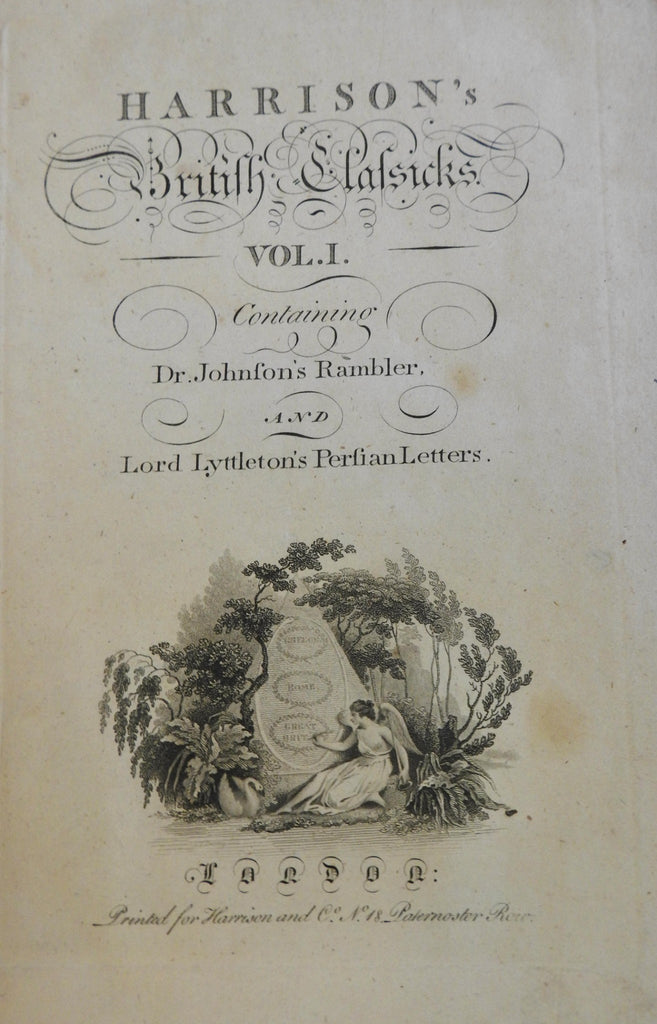 HARRISON's
Britiſh Claſsicks.
VOL.I.
Containing
Dr. Johnſon's Rambler,
AND
Lord Lyttleton's Perſian Letters.
ROME
GREAT
LONDON:
Printed for Harrison and Co. No. 18 Paternoster Row.